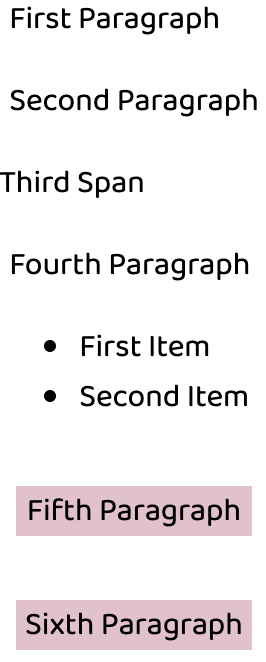 First Paragraph
Second Paragraph
Third Span
Fourth Paragraph
• First Item
• Second Item
Fifth Paragraph
Sixth Paragraph